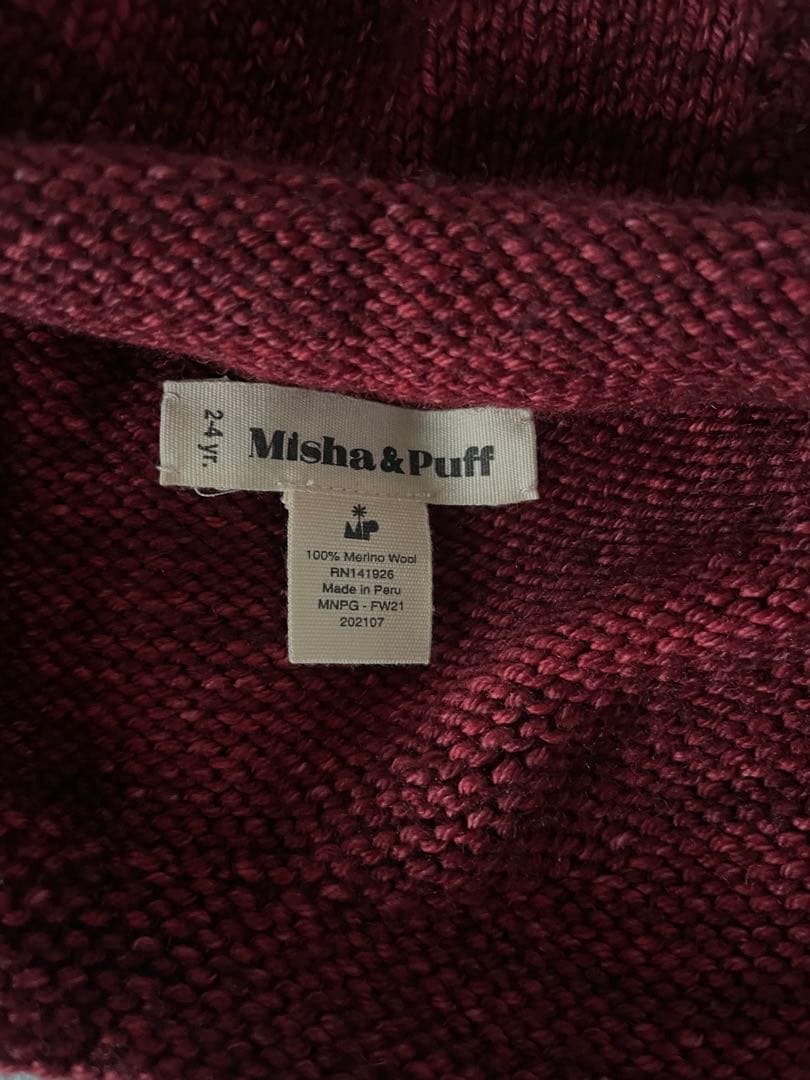 2-4 yr.
Misha & Puff
MP
100% Merino Wool
RN141926
Made in Peru
MNPG - FW21
202107